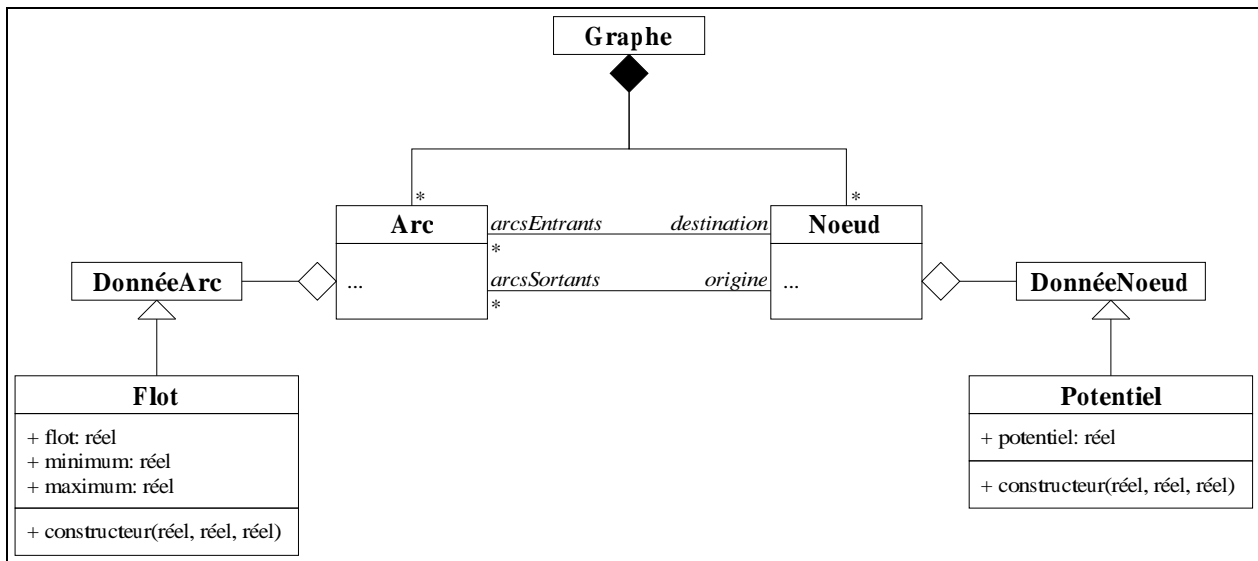 Graphe
*
*
Arc
arcsEntrants
destination
Noeud
*
DonnéeArc
...
arcsSortants
origine
...
DonnéeNoeud
*
Flot
+ flot: réel
+ minimum: réel
+ maximum: réel
+ constructeur(réel, réel, réel)
Potentiel
+ potentiel: réel
+ constructeur(réel, réel, réel)